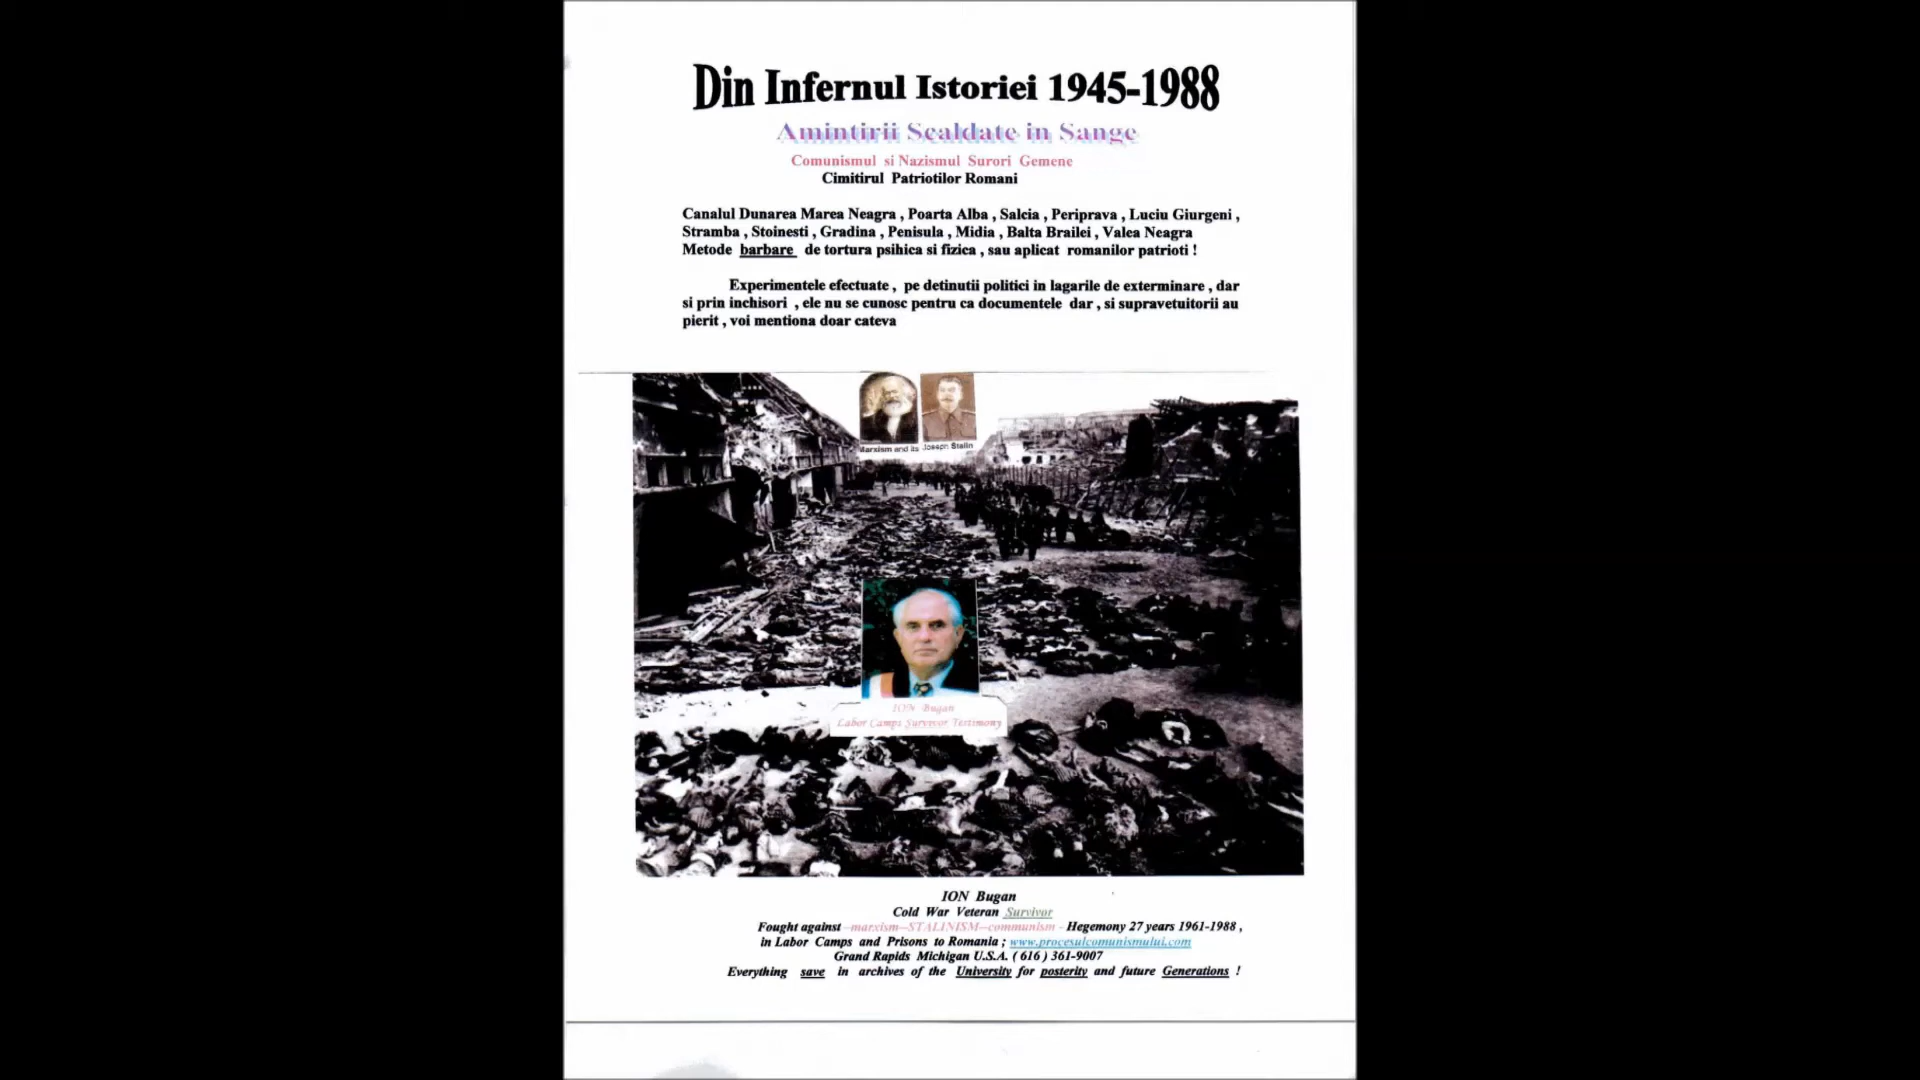 Din Infernul Istoriei 1945-1988
Amintirii Scaldate in Sange
Comunismul si Nazismul Surori Gemene
Cimitirul Patriotilor Romani
Canalul Dunarea Marea Neagra , Poarta Alba , Salcia , Periprava , Luciu Giurgeni ,
Stramba , Stoinesti , Gradina , Penisula , Midia , Balta Brailei , Valea Neagra
Metode barbare de tortura psihica si fizica , sau aplicat romanilor patrioti !
Experimentele efectuate , pe detinutii politici in lagarile de exterminare , dar
si prin inchisori , ele nu se cunosc pentru ca documentele dar , si supravetuitorii au
pierit , voi mentiona doar cateva
Marxism and its Joseph Stalin
ION Bugan
Labor Camps Survivor Testimony
ION Bugan
Cold War Veteran Survivor
Fought against –marxism–STALINISM–communism - Hegemony 27 years 1961-1988 ,
in Labor Camps and Prisons to Romania ; www.procesulcomunismului.com
Grand Rapids Michigan U.S.A. ( 616 ) 361-9007
Everything save in archives of the University for posterity and future Generations !